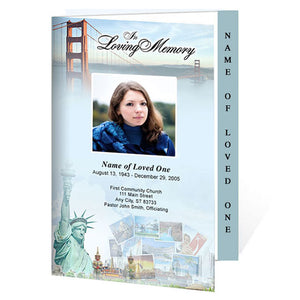 In
Loving Memory
Name of Loved One
August 13, 1943 - December 29, 2005
First Community Church
111 Main Street
Any City, ST 83733
Pastor John Smith, Officiating
NAME OF LOVED ONE